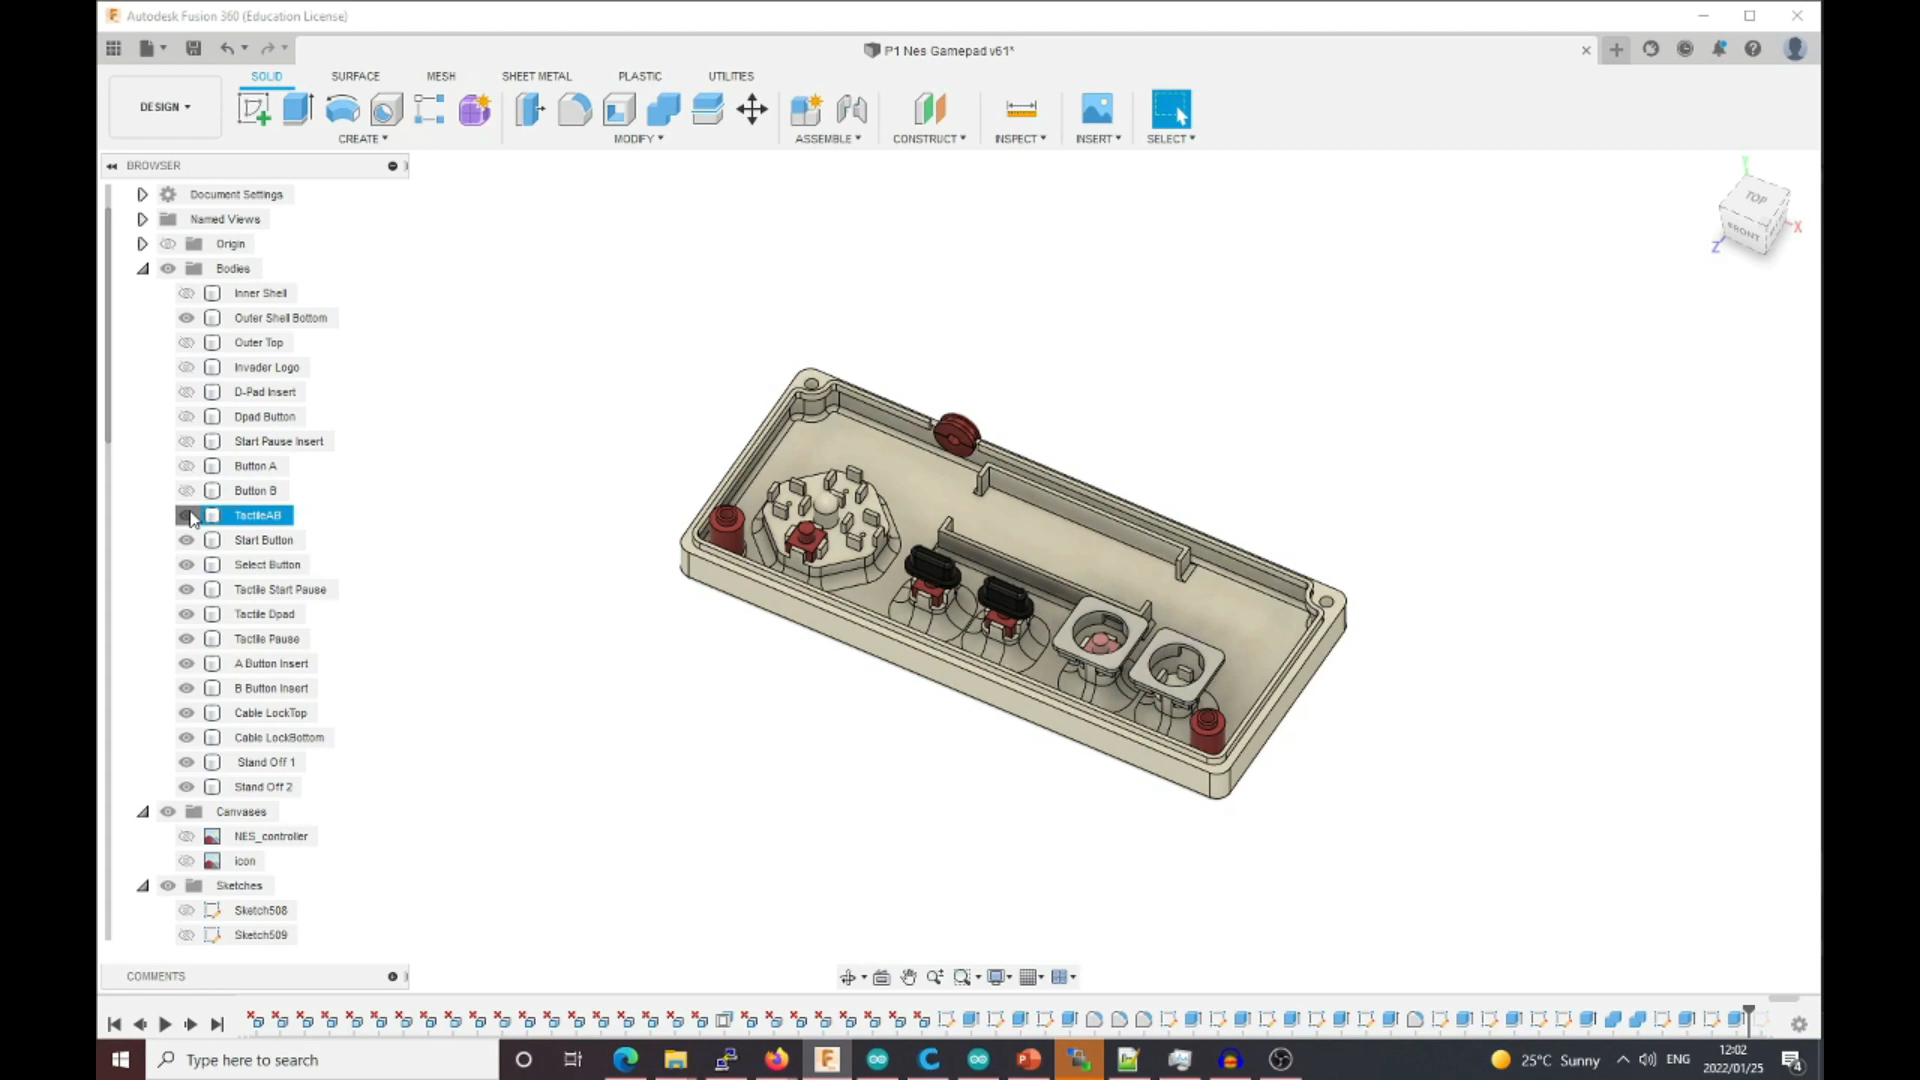 Autodesk Fusion 360 (Education License)
P1 Nes Gamepad v61*
DESIGN
SOLID
SURFACE
MESH
SHEET METAL
PLASTIC
UTILITIES
CREATE
MODIFY
ASSEMBLE
CONSTRUCT
INSPECT
INSERT
SELECT
BROWSER
Document Settings
Named Views
Origin
Bodies
Inner Shell
Outer Shell Bottom
Outer Top
Invader Logo
D-Pad Insert
Dpad Button
Start Pause Insert
Button A
Button B
TactileAB
Start Button
Select Button
Tactile Start Pause
Tactile Dpad
Tactile Pause
A Button Insert
B Button Insert
Cable LockTop
Cable LockBottom
Stand Off 1
Stand Off 2
Canvases
NES_controller
icon
Sketches
Sketch508
Sketch509
TOP
FRONT
X
Y
Z
COMMENTS
Type here to search
25°C Sunny
ENG
12:02
2022/01/25
4